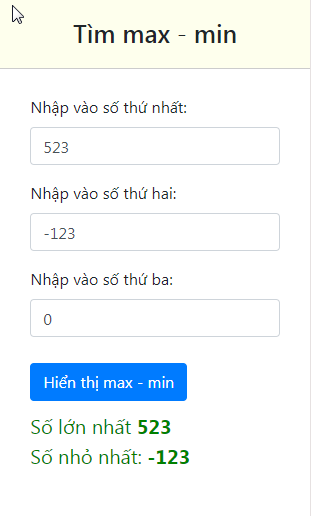 Tìm max - min
Nhập vào số thứ nhất:
523
Nhập vào số thứ hai:
-123
Nhập vào số thứ ba:
0
Hiển thị max - min
Số lớn nhất 523
Số nhỏ nhất: -123